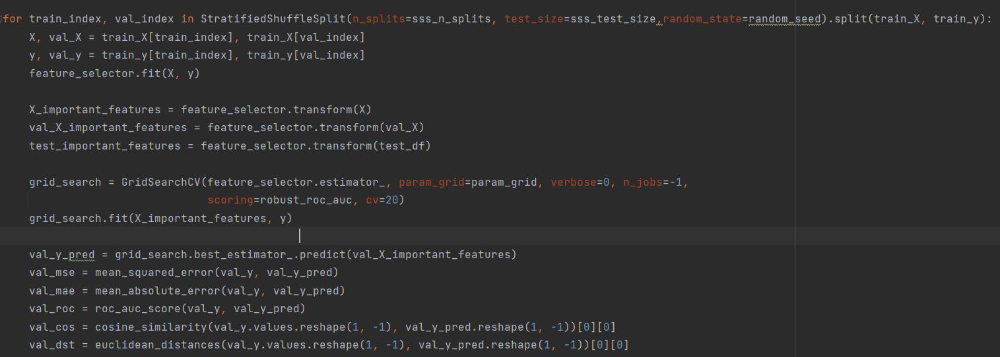 for train_index, val_index in StratifiedShuffleSplit(n_splits=sss_n_splits, test_size=sss_test_size,random_state=random_seed).split(train_X, train_y):
    X, val_X = train_X[train_index], train_X[val_index]
    y, val_y = train_y[train_index], train_y[val_index]
    feature_selector.fit(X, y)

    X_important_features = feature_selector.transform(X)
    val_X_important_features = feature_selector.transform(val_X)
    test_important_features = feature_selector.transform(test_df)

    grid_search = GridSearchCV(feature_selector.estimator_, param_grid=param_grid, verbose=0, n_jobs=-1,
                               scoring=robust_roc_auc, cv=20)
    grid_search.fit(X_important_features, y)

    val_y_pred = grid_search.best_estimator_.predict(val_X_important_features)
    val_mse = mean_squared_error(val_y, val_y_pred)
    val_mae = mean_absolute_error(val_y, val_y_pred)
    val_roc = roc_auc_score(val_y, val_y_pred)
    val_cos = cosine_similarity(val_y.values.reshape(1, -1), val_y_pred.reshape(1, -1))[0][0]
    val_dst = euclidean_distances(val_y.values.reshape(1, -1), val_y_pred.reshape(1, -1))[0][0]